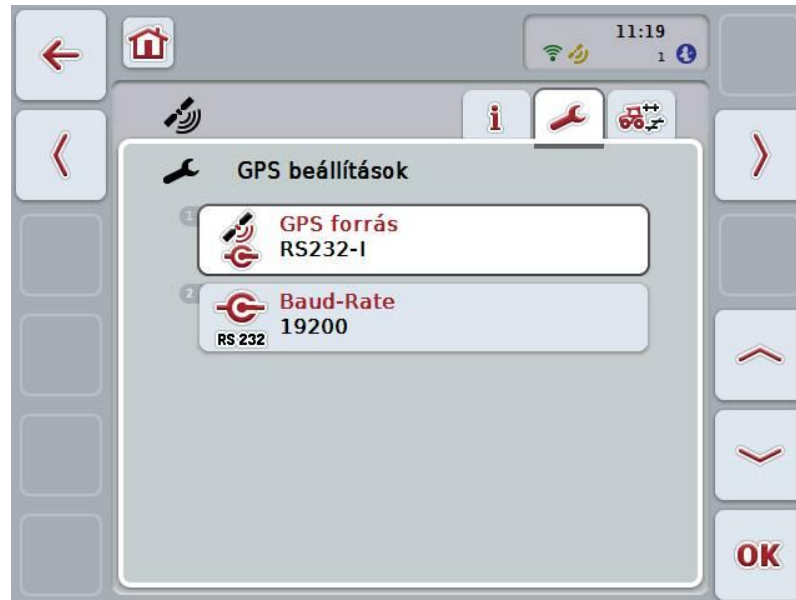 11:19
1
i
GPS beállítások
1
GPS forrás
RS232-I
2
Baud-Rate
19200
RS 232
OK